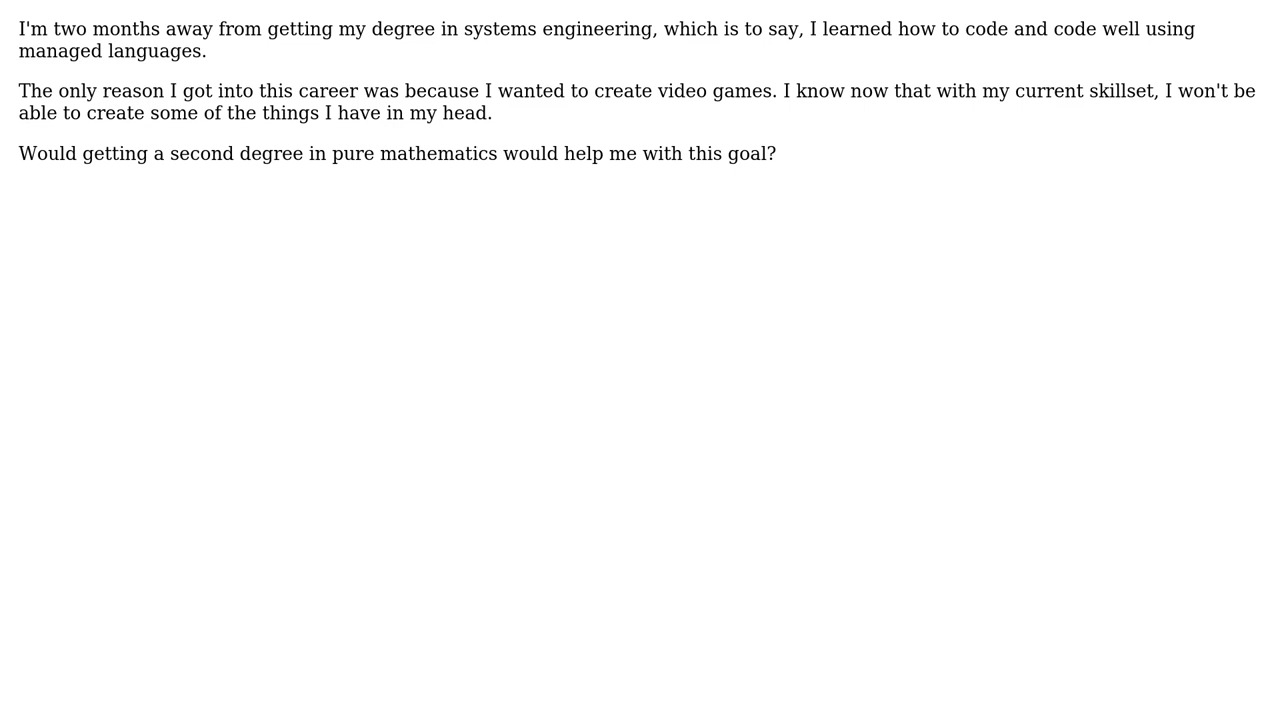 I'm two months away from getting my degree in systems engineering, which is to say, I learned how to code and code well using
managed languages.
The only reason I got into this career was because I wanted to create video games. I know now that with my current skillset, I won't be
able to create some of the things I have in my head.
Would getting a second degree in pure mathematics would help me with this goal?